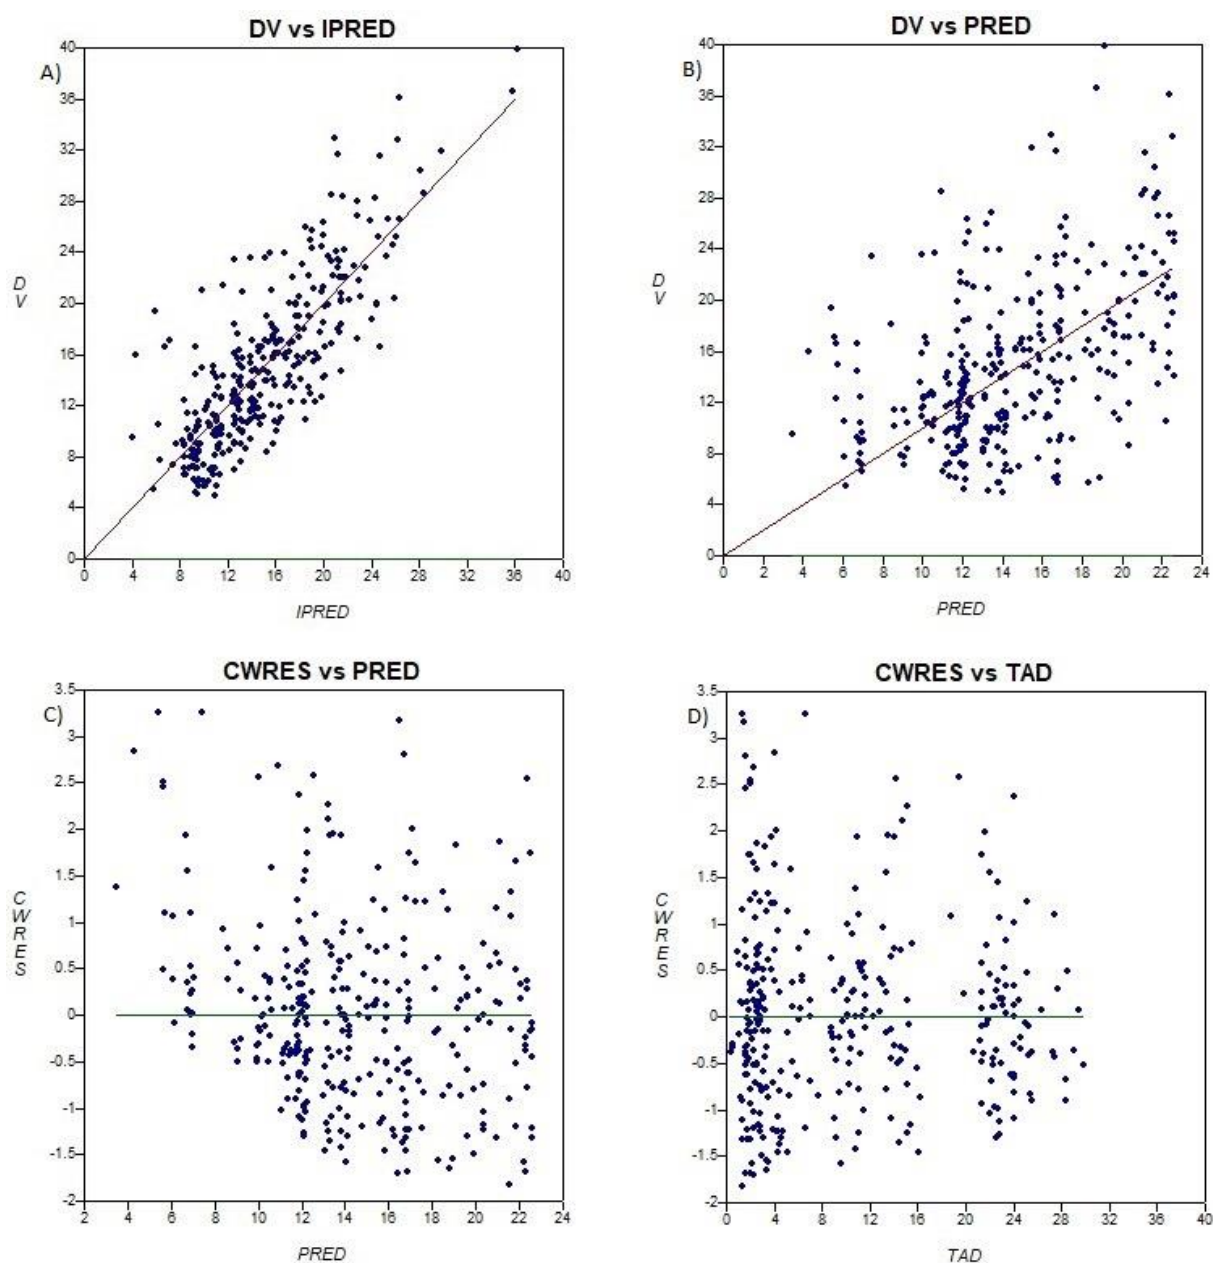 DV vs IPRED
A)
40
36
32
28
24
20
16
12
8
4
0
D
V
0 4 8 12 16 20 24 28 32 36 40
IPRED
DV vs PRED
B)
40
36
32
28
24
20
16
12
8
4
0
D
V
0 2 4 6 8 10 12 14 16 18 20 22 24
PRED
CWRES vs PRED
C)
3.5
3
2.5
2
1.5
1
0.5
0
-0.5
-1
-1.5
-2
C
W
R
E
S
2 4 6 8 10 12 14 16 18 20 22 24
PRED
CWRES vs TAD
D)
3.5
3
2.5
2
1.5
1
0.5
0
-0.5
-1
-1.5
-2
C
W
R
E
S
0 4 8 12 16 20 24 28 32 36 40
TAD